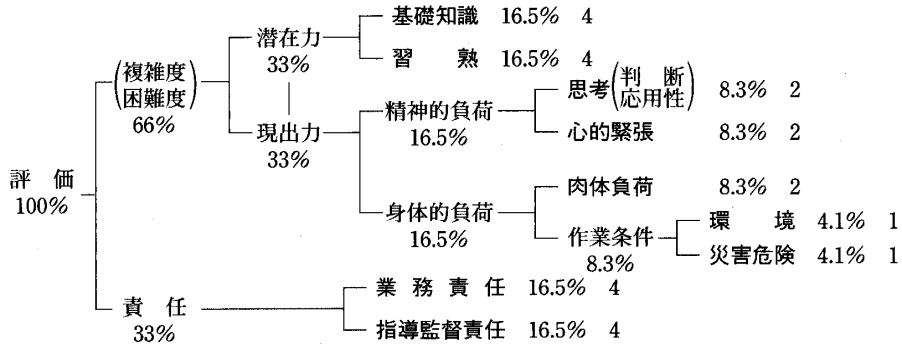 基礎知識 16.5% 4
潜在力
33%
習 熟 16.5% 4
(複雑度
困難度)
66%
思考(判 断
応用性) 8.3% 2
精神的負荷
16.5%
現出力
33%
心的緊張 8.3% 2
評 価
100%
肉体負荷 8.3% 2
身体的負荷
16.5%
作業条件
8.3%
環 境 4.1% 1
災害危険 4.1% 1
業 務 責 任 16.5% 4
責 任
33%
指導監督責任 16.5% 4